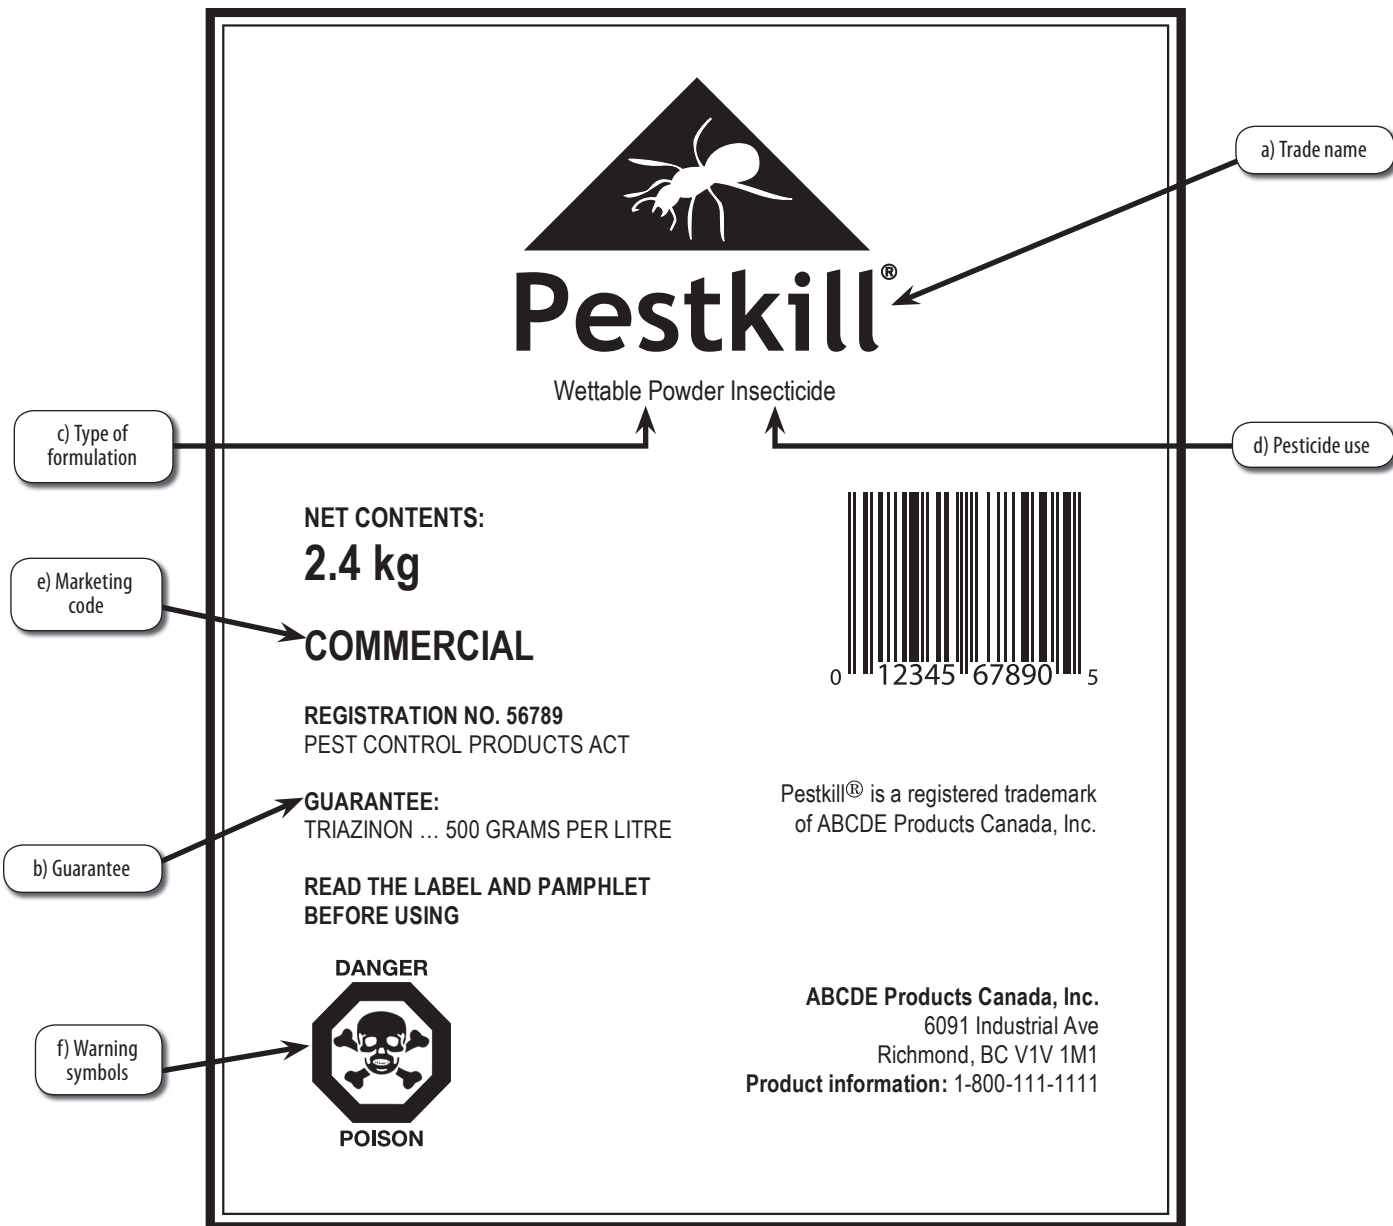 a) Trade name
Pestkill®
Wettable Powder Insecticide
c) Type of
formulation
d) Pesticide use
NET CONTENTS:
2.4 kg
e) Marketing
code
COMMERCIAL
0 12345 67890 5
REGISTRATION NO. 56789
PEST CONTROL PRODUCTS ACT
GUARANTEE:
TRIAZINON ... 500 GRAMS PER LITRE
b) Guarantee
Pestkill® is a registered trademark
of ABCDE Products Canada, Inc.
READ THE LABEL AND PAMPHLET
BEFORE USING
DANGER
POISON
f) Warning
symbols
ABCDE Products Canada, Inc.
6091 Industrial Ave
Richmond, BC V1V 1M1
Product information: 1-800-111-1111